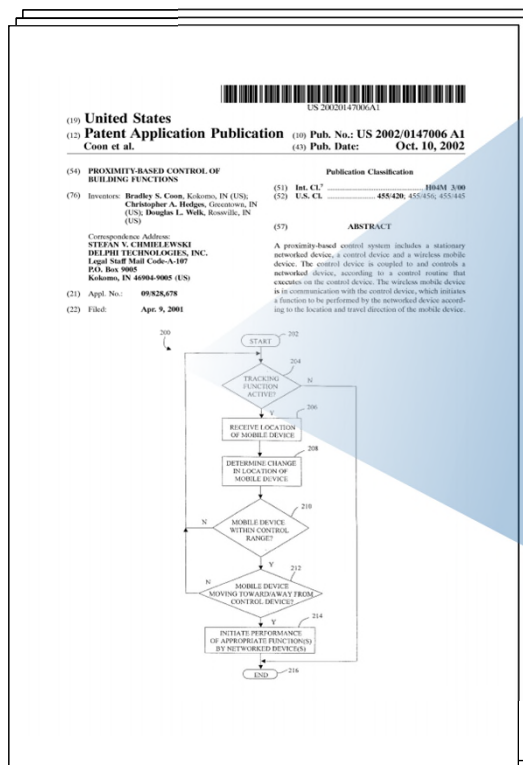 US 20020147006A1
(19) United States
(12) Patent Application Publication (10) Pub. No.: US 2002/0147006 A1
Coon et al. (43) Pub. Date: Oct. 10, 2002
(54) PROXIMITY-BASED CONTROL OF
BUILDING FUNCTIONS
(76) Inventors: Bradley S. Coon, Kokomo, IN (US);
Christopher A. Hedges, Greentown, IN
(US); Douglas L. Welk, Rossville, IN
(US)
Correspondence Address:
STEFAN V. CHMIELEWSKI
DELPHI TECHNOLOGIES, INC.
Legal Staff Mail Code-A-107
P.O. Box 9005
Kokomo, IN 46904-9005 (US)
(21) Appl. No.: 09/828,678
(22) Filed: Apr. 9, 2001
Publication Classification
(51) Int. Cl.7 ........................ H04M 3/00
(52) U.S. Cl. ................ 455/420; 455/456; 455/445
(57) ABSTRACT
A proximity-based control system includes a stationary
networked device, a control device and a wireless mobile
device. The control device is coupled to and controls a
networked device, according to a control routine that
executes on the control device. The wireless mobile device
is in communication with the control device, which initiates
a function to be performed by the networked device accord-
ing to the location and travel direction of the mobile device.
200
START
202
204
TRACKING
FUNCTION
ACTIVE?
N
Y
206
RECEIVE LOCATION
OF MOBILE DEVICE
208
DETERMINE CHANGE
IN LOCATION OF
MOBILE DEVICE
210
N
MOBILE DEVICE
WITHIN CONTROL
RANGE?
Y
212
N
MOBILE DEVICE
MOVING TOWARD/AWAY FROM
CONTROL DEVICE?
Y
214
INITIATE PERFORMANCE
OF APPROPRIATE FUNCTION(S)
BY NETWORKED DEVICE(S)
END
216